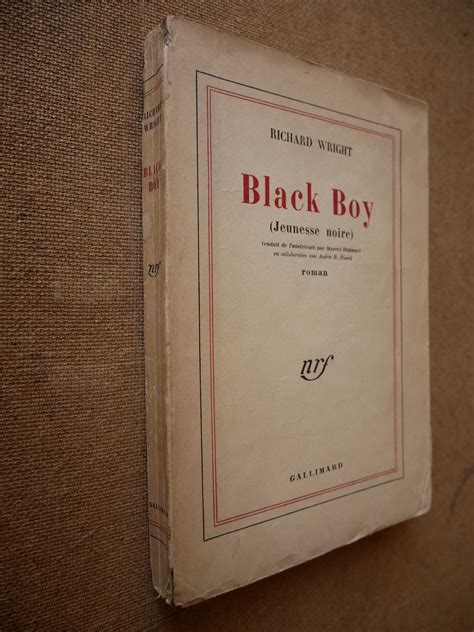 RICHARD
WRIGHT
BLACK
BOY
nrf
RICHARD WRIGHT
Black Boy
(Jeunesse noire)
(traduit de l'américain par Marcel Duhamel
en collaboration avec Andrée R. Picard
roman
nrf
GALLIMARD